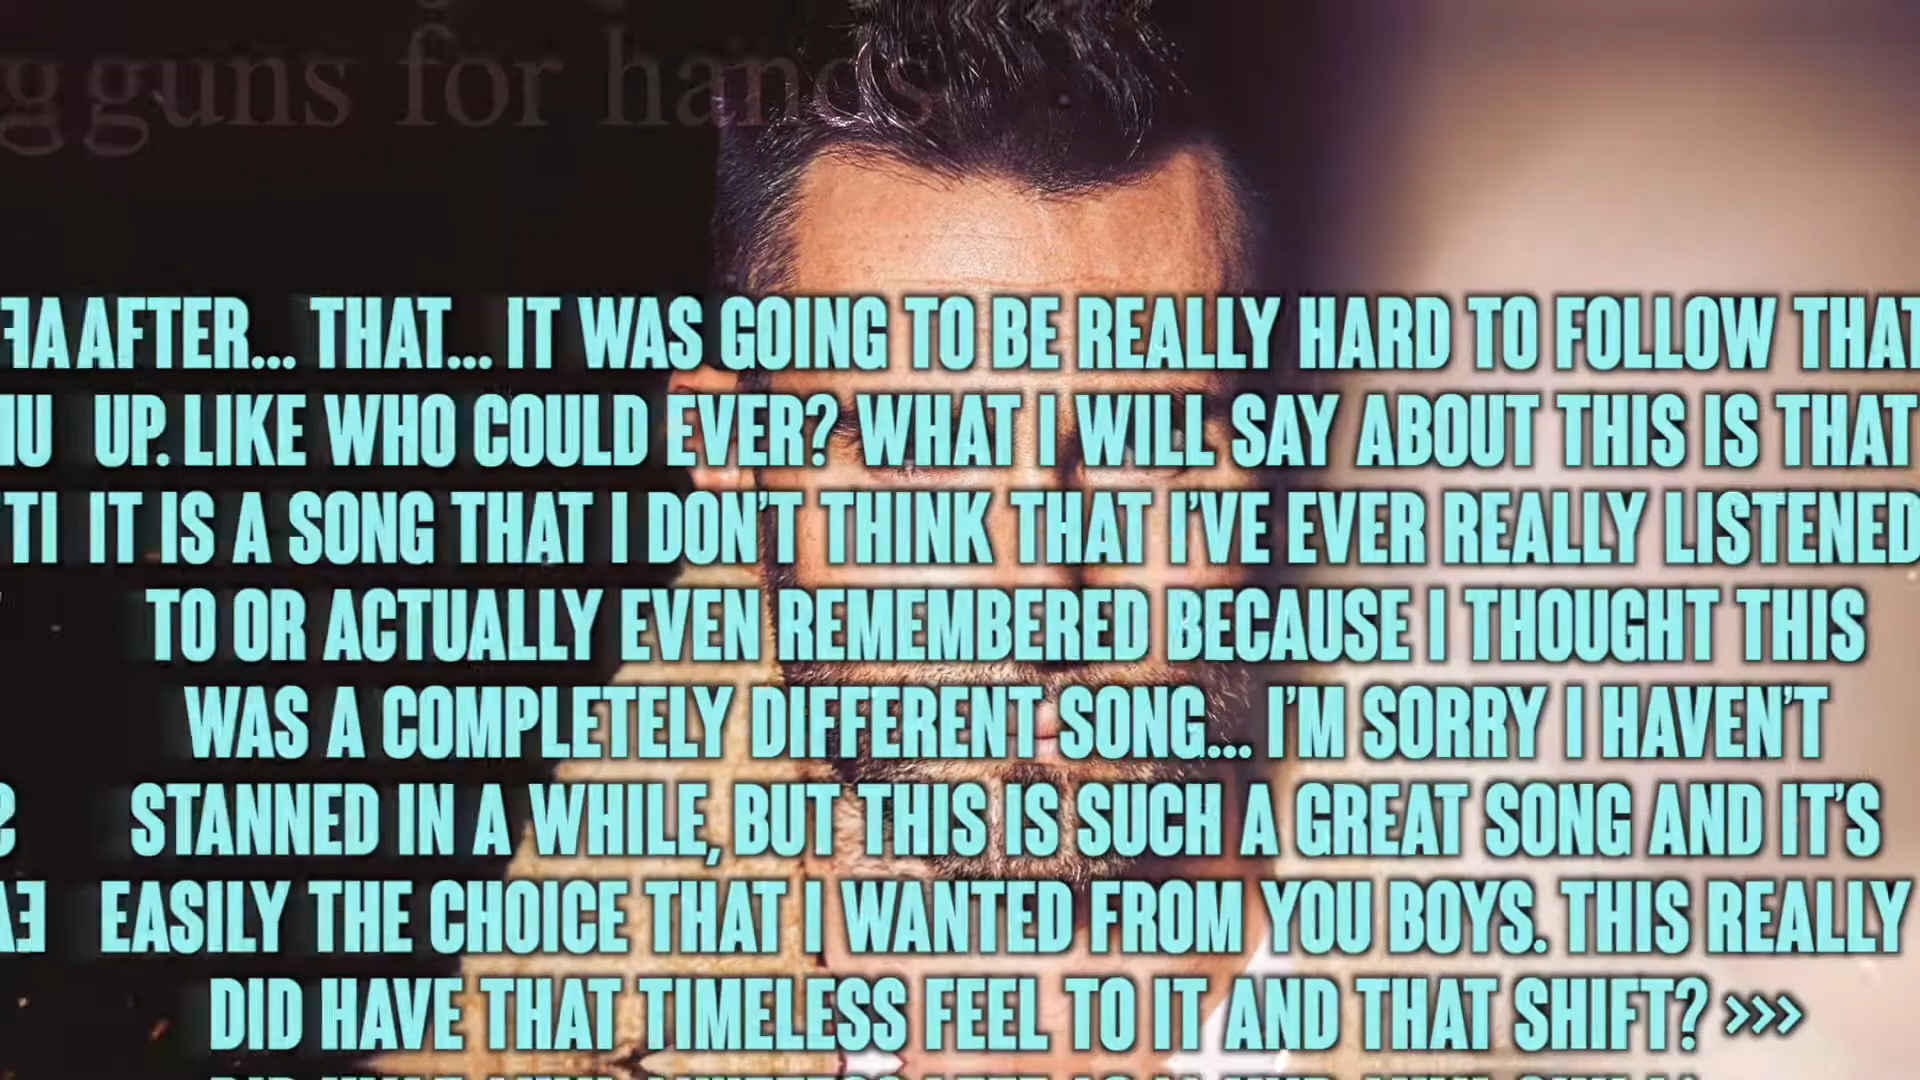 guns for hands
AFTER... THAT... IT WAS GOING TO BE REALLY HARD TO FOLLOW THAT
UP. LIKE WHO COULD EVER? WHAT I WILL SAY ABOUT THIS IS THAT
IT IS A SONG THAT I DON'T THINK THAT I'VE EVER REALLY LISTENED
TO OR ACTUALLY EVEN REMEMBERED BECAUSE I THOUGHT THIS
WAS A COMPLETELY DIFFERENT SONG... I'M SORRY I HAVEN'T
STANNED IN A WHILE, BUT THIS IS SUCH A GREAT SONG AND IT'S
EASILY THE CHOICE THAT I WANTED FROM YOU BOYS. THIS REALLY
DID HAVE THAT TIMELESS FEEL TO IT AND THAT SHIFT? >>>